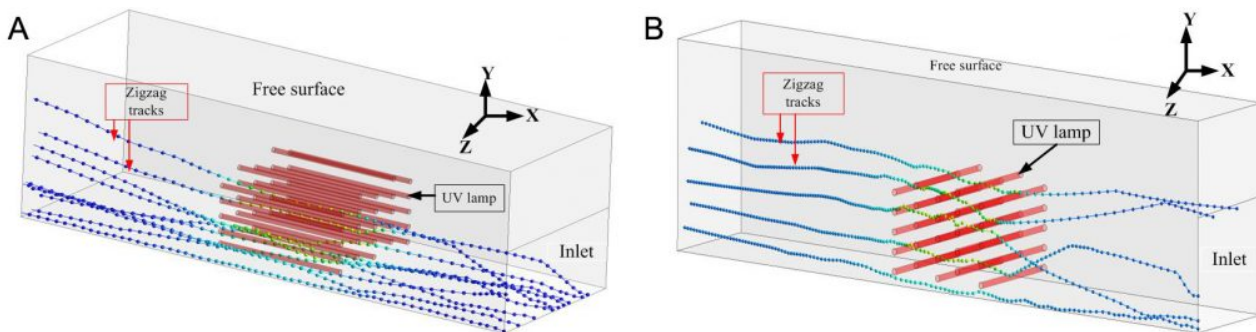 A
Zigzag
tracks
Free surface
Y
X
Z
UV lamp
Inlet
B
Free surface
Zigzag
tracks
Y
X
Z
UV lamp
Inlet